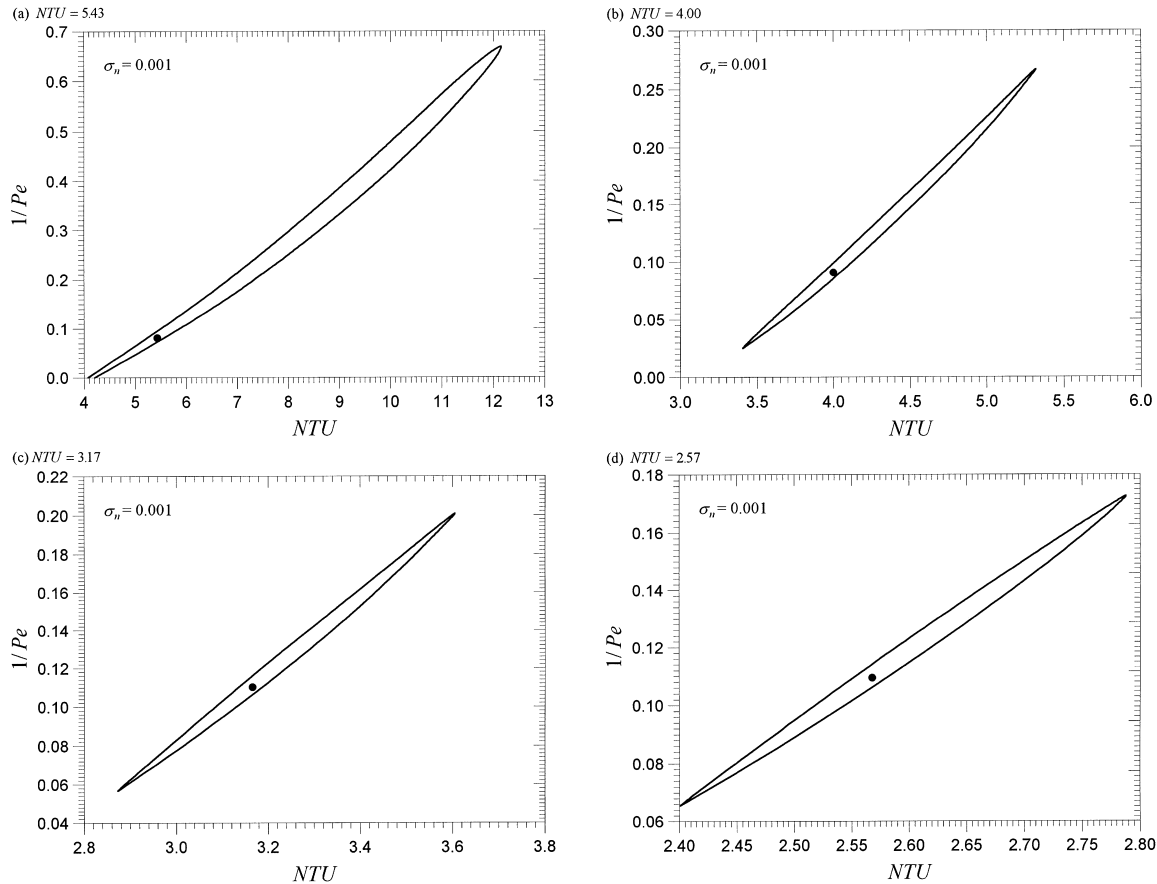 (a) NTU = 5.43
0.7
0.6
0.5
0.4
0.3
0.2
0.1
0.0
σn = 0.001
1/ Pe
4 5 6 7 8 9 10 11 12 13
NTU
(b) NTU = 4.00
0.30
0.25
0.20
0.15
0.10
0.05
0.00
σn = 0.001
1/ Pe
3.0 3.5 4.0 4.5 5.0 5.5 6.0
NTU
(c) NTU = 3.17
0.22
0.20
0.18
0.16
0.14
0.12
0.10
0.08
0.06
0.04
σn = 0.001
1/ Pe
2.8 3.0 3.2 3.4 3.6 3.8
NTU
(d) NTU = 2.57
0.18
0.16
0.14
0.12
0.10
0.08
0.06
σn = 0.001
1/ Pe
2.40 2.50 2.55 2.60 2.65 2.70 2.75 2.80
NTU